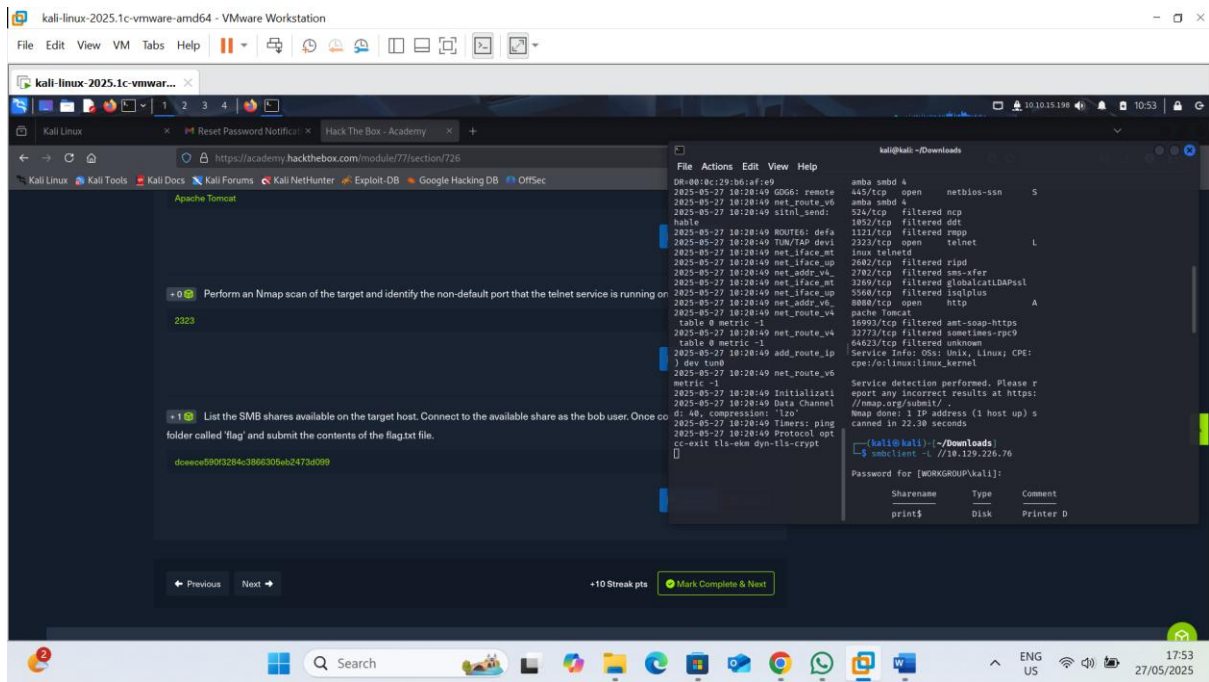 kali-linux-2025.1c-vmware-amd64 - VMware Workstation
File Edit View VM Tabs Help
kali-linux-2025.1c-vmwar...
1 2 3 4
10.10.15.198
10:53
Kali Linux
Reset Password Notificat
Hack The Box - Academy
https://academy.hackthebox.com/module/77/section/726
Kali Linux Kali Tools Kali Docs Kali Forums Kali NetHunter Exploit-DB Google Hacking DB OffSec
Apache Tomcat
+ 0 Perform an Nmap scan of the target and identify the non-default port that the telnet service is running on
2323
+ 1 List the SMB shares available on the target host. Connect to the available share as the bob user. Once co
folder called 'flag' and submit the contents of the flag.txt file.
dceece590f3284c3866305eb2473d099
Previous Next
+10 Streak pts
Mark Complete & Next
kali@kali: ~/Downloads
File Actions Edit View Help
DR=00:0c:29:b6:af:e9
2025-05-27 10:20:49 GDG6: remote
2025-05-27 10:20:49 net_route_v6
2025-05-27 10:20:49 sitnl_send:
hable
2025-05-27 10:20:49 ROUTE6: defa
2025-05-27 10:20:49 TUN/TAP devi
2025-05-27 10:20:49 net_iface_mt
2025-05-27 10:20:49 net_iface_up
2025-05-27 10:20:49 net_addr_v4_
2025-05-27 10:20:49 net_iface_mt
2025-05-27 10:20:49 net_iface_up
2025-05-27 10:20:49 net_addr_v6_
2025-05-27 10:20:49 net_route_v4
table 0 metric -1
2025-05-27 10:20:49 net_route_v4
table 0 metric -1
2025-05-27 10:20:49 add_route_ip
) dev tun0
2025-05-27 10:20:49 net_route_v6
metric -1
2025-05-27 10:20:49 Initializati
2025-05-27 10:20:49 Data Channel
d: 40, compression: 'lzo'
2025-05-27 10:20:49 Timers: ping
2025-05-27 10:20:49 Protocol opt
cc-exit tls-ekm dyn-tls-crypt
amba smbd 4
445/tcp open netbios-ssn S
amba smbd 4
524/tcp filtered ncp
1052/tcp filtered ddt
1121/tcp filtered rmpp
2323/tcp open telnet L
inux telnetd
2602/tcp filtered ripd
2702/tcp filtered sms-xfer
3269/tcp filtered globalcatLDAPssl
5560/tcp filtered isqlplus
8080/tcp open http A
pache Tomcat
16993/tcp filtered amt-soap-https
32773/tcp filtered sometimes-rpc9
64623/tcp filtered unknown
Service Info: OSs: Unix, Linux; CPE:
cpe:/o:linux:linux_kernel
Service detection performed. Please r
eport any incorrect results at https:
//nmap.org/submit/ .
Nmap done: 1 IP address (1 host up) s
canned in 22.30 seconds
(kali㉿kali)-[~/Downloads]
$ smbclient -L //10.129.226.76
Password for [WORKGROUP\kali]:
Sharename Type Comment
print$ Disk Printer D
2
Search
ENG
US
17:53
27/05/2025